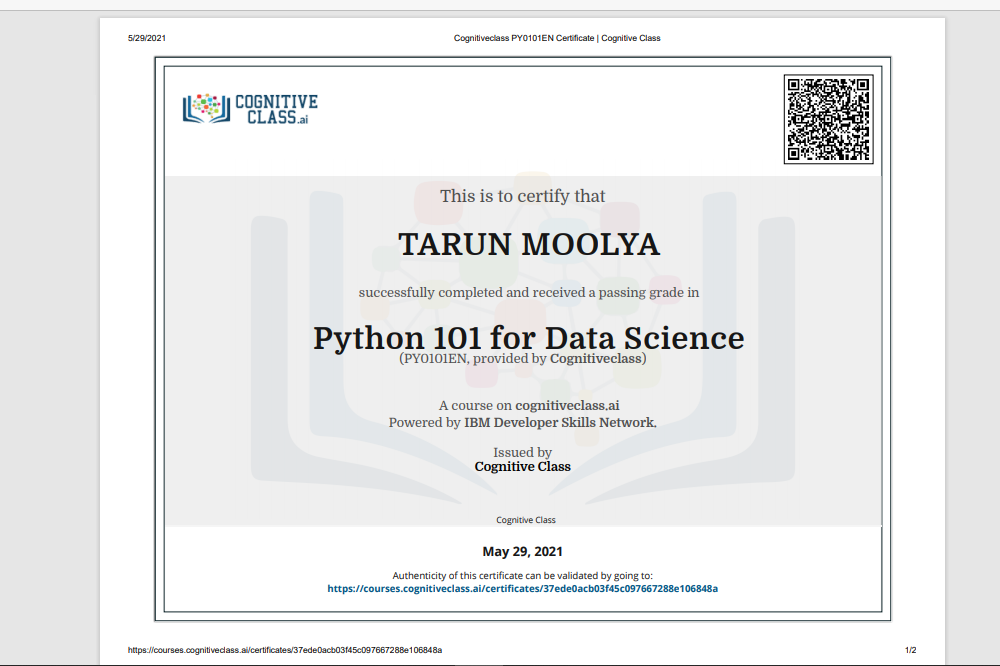 5/29/2021
Cognitiveclass PY0101EN Certificate | Cognitive Class
COGNITIVE
CLASS.ai
This is to certify that
TARUN MOOLYA
successfully completed and received a passing grade in
Python 101 for Data Science
(PY0101EN, provided by Cognitiveclass)
A course on cognitiveclass.ai
Powered by IBM Developer Skills Network.
Issued by
Cognitive Class
Cognitive Class
May 29, 2021
Authenticity of this certificate can be validated by going to:
https://courses.cognitiveclass.ai/certificates/37ede0acb03f45c097667288e106848a
https://courses.cognitiveclass.ai/certificates/37ede0acb03f45c097667288e106848a
1/2